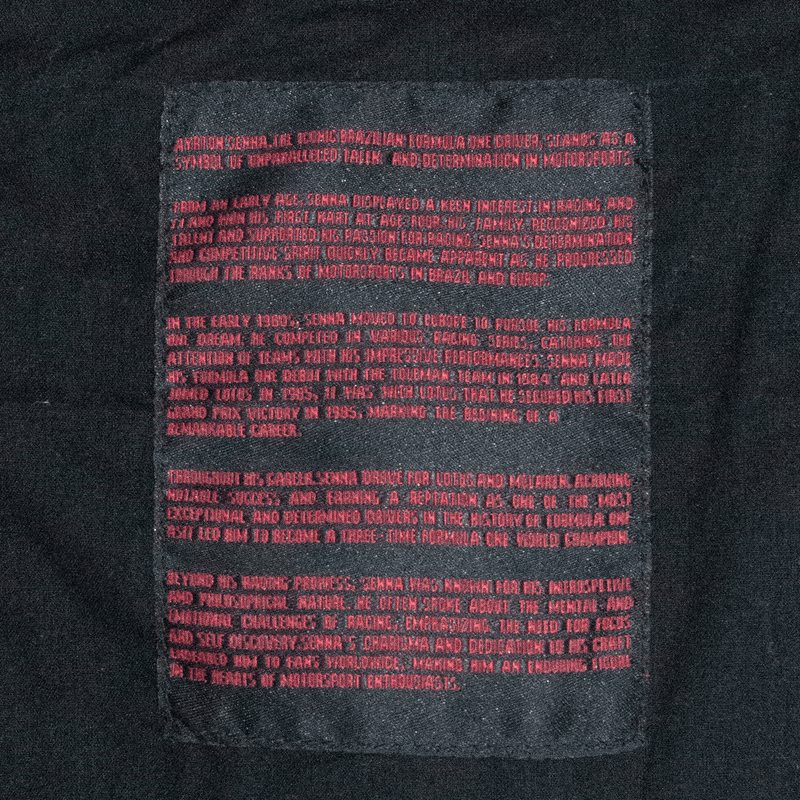 AYRTON SENNA, THE ICONIC BRAZILIAN FORMULA ONE DRIVER, STANDS AS A
SYMBOL OF UNPARALLELED TALEN AND DETERMINATION IN MOTORSPORTS
FROM AN EARLY AGE, SENNA DISPLAYED A KEEN INTEREST IN RACING AND
AND HIS FIRST KART AT AGE FOUR HIS FAMILY RECOGNIZED HIS
TALENT AND SUPPORTED HIS PASSION FOR RACING. SENNA'S DETERMINATION
AND COMPETITIVE SPIRIT QUICKLY BECAME APPARENT AS HE PROGRESSED
THROUGH THE RANKS OF MOTORSPORTS IN BRAZIL AND
IN THE EARLY 1980'S, SENNA MOVED TO EUROPE TO PURSUE HIS FORMULA
ONE DREAM. HE COMPETED IN VARIOUS RACING SERIES, CATCHING THE
ATTENTION OF TEAMS WITH HIS IMPRESSIVE PERFORMANCES. SENNA MADE
HIS FORMULA ONE DEBUT WITH THE TOLEMAN TEAM IN 1984 AND LATER
JOINED LOTUS IN 1985, IT WAS WITH LOTUS THAT HE SECURED HIS FIRST
GRAND PRIX VICTORY IN 1985, MARKING THE OF A
REMARKABLE CAREER.
THROUGHOUT HIS CAREER, SENNA DROVE FOR LOTUS AND MCLAREN,
NOTABLE SUCCESS AND EARNING A AS ONE OF THE MOST
EXCEPTIONAL AND DETERMINED DRIVERS IN THE HISTORY OF FORMULA ONE
LED HIM TO BECOME A THREE-TIME FORMULA ONE WORLD CHAMPION.
BEYOND HIS RACING PROWESS, SENNA WAS KNOWN FOR HIS
AND PHILOSOPHICAL NATURE. HE OFTEN SPOKE ABOUT THE MENTAL AND
EMOTIONAL CHALLENGES OF RACING, THE NEED FOR FOCUS
AND SELF DISCOVERY. SENNA'S CHARISMA AND DEDICATION TO HIS CRAFT
ENDEARED HIM TO FANS WORLDWIDE, MAKING HIM AN ENDURING FIGURE
IN THE HEARTS OF MOTORSPORT